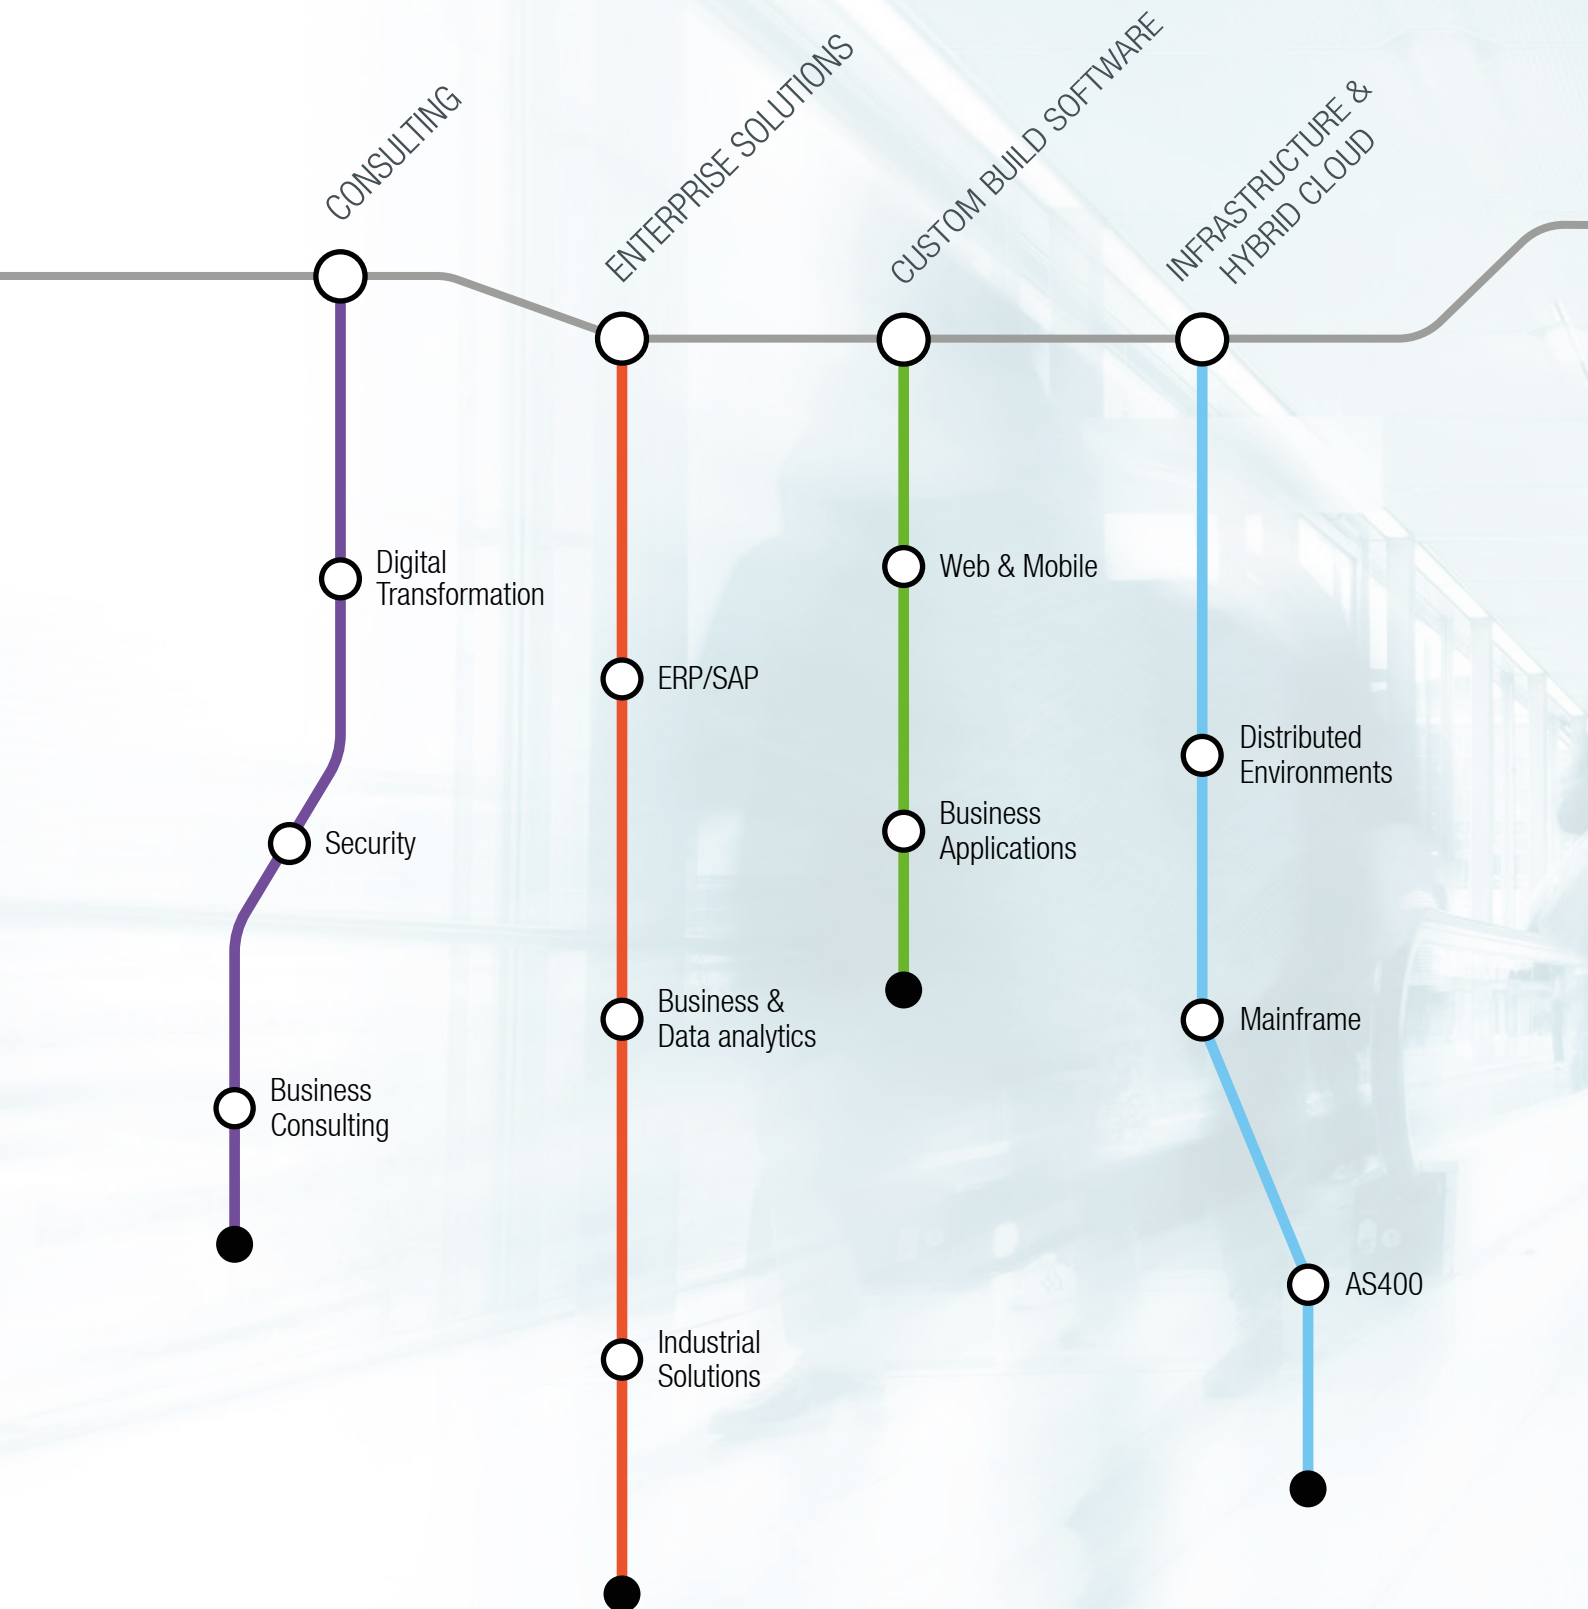 CONSULTING
ENTERPRISE SOLUTIONS
CUSTOM BUILD SOFTWARE
INFRASTRUCTURE &
HYBRID CLOUD
Digital
Transformation
Security
Business
Consulting
ERP/SAP
Business &
Data analytics
Industrial
Solutions
Web & Mobile
Business
Applications
Distributed
Environments
Mainframe
AS400